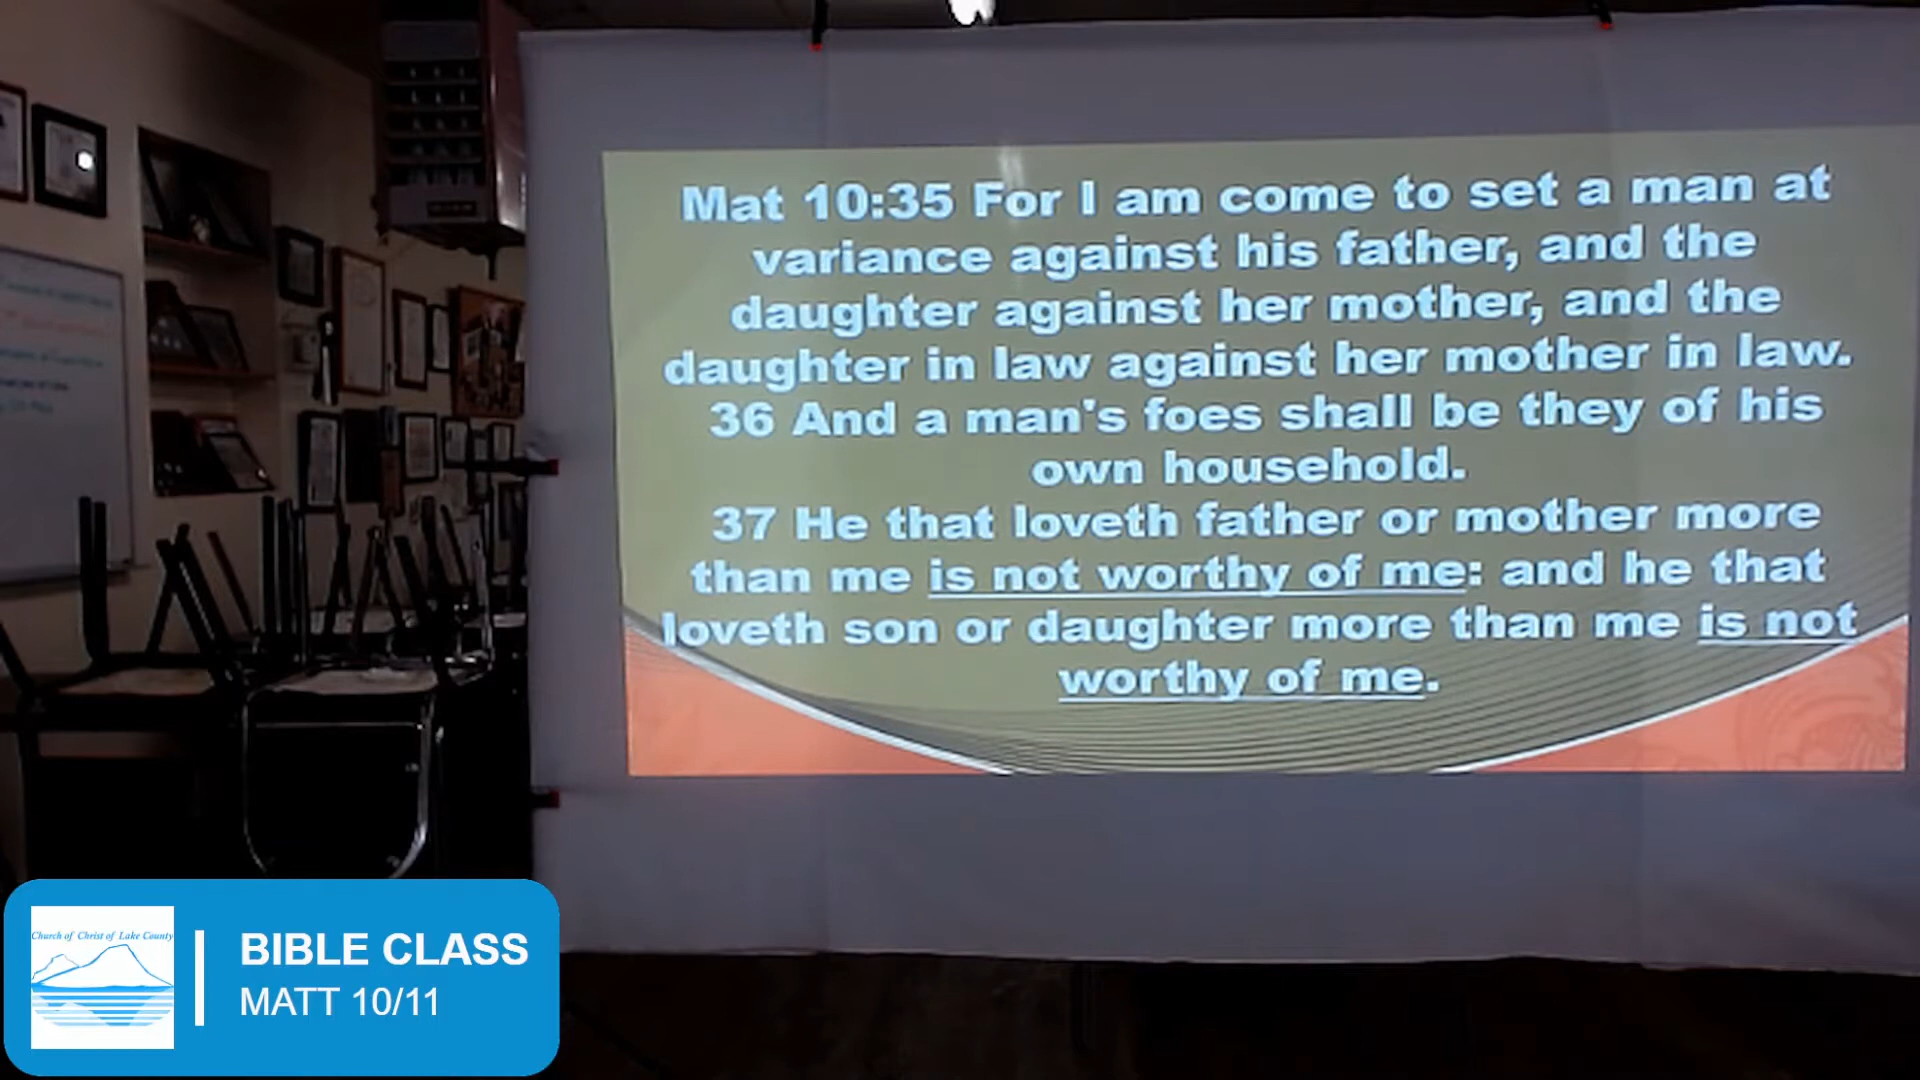 Mat 10:35 For I am come to set a man at
variance against his father, and the
daughter against her mother, and the
daughter in law against her mother in law.
36 And a man's foes shall be they of his
own household.
37 He that loveth father or mother more
than me is not worthy of me: and he that
loveth son or daughter more than me is not
worthy of me.
Church of Christ of Lake County
BIBLE CLASS
MATT 10/11